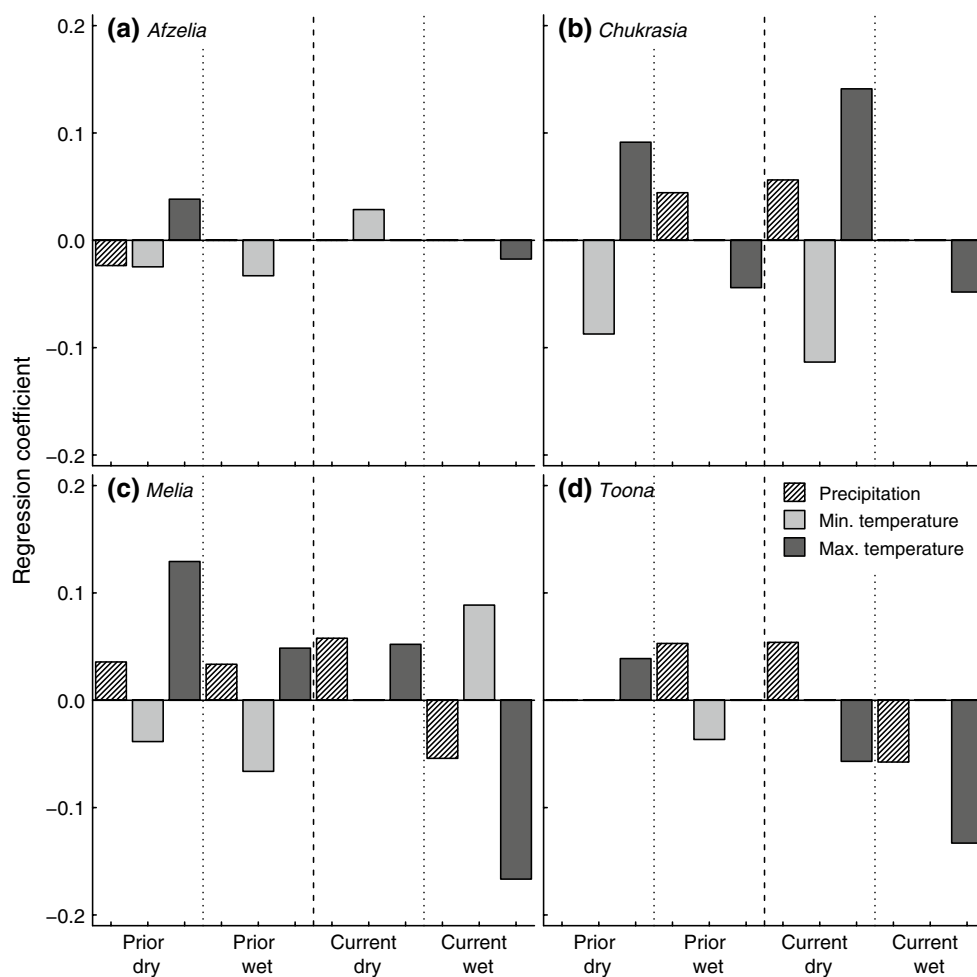 (a) Afzelia
(b) Chukrasia
0.2
0.1
0.0
−0.1
−0.2
(c) Melia
(d) Toona
0.2
0.1
0.0
−0.1
−0.2
Regression coefficient
Precipitation
Min. temperature
Max. temperature
Prior dry
Prior wet
Current dry
Current wet
Prior dry
Prior wet
Current dry
Current wet